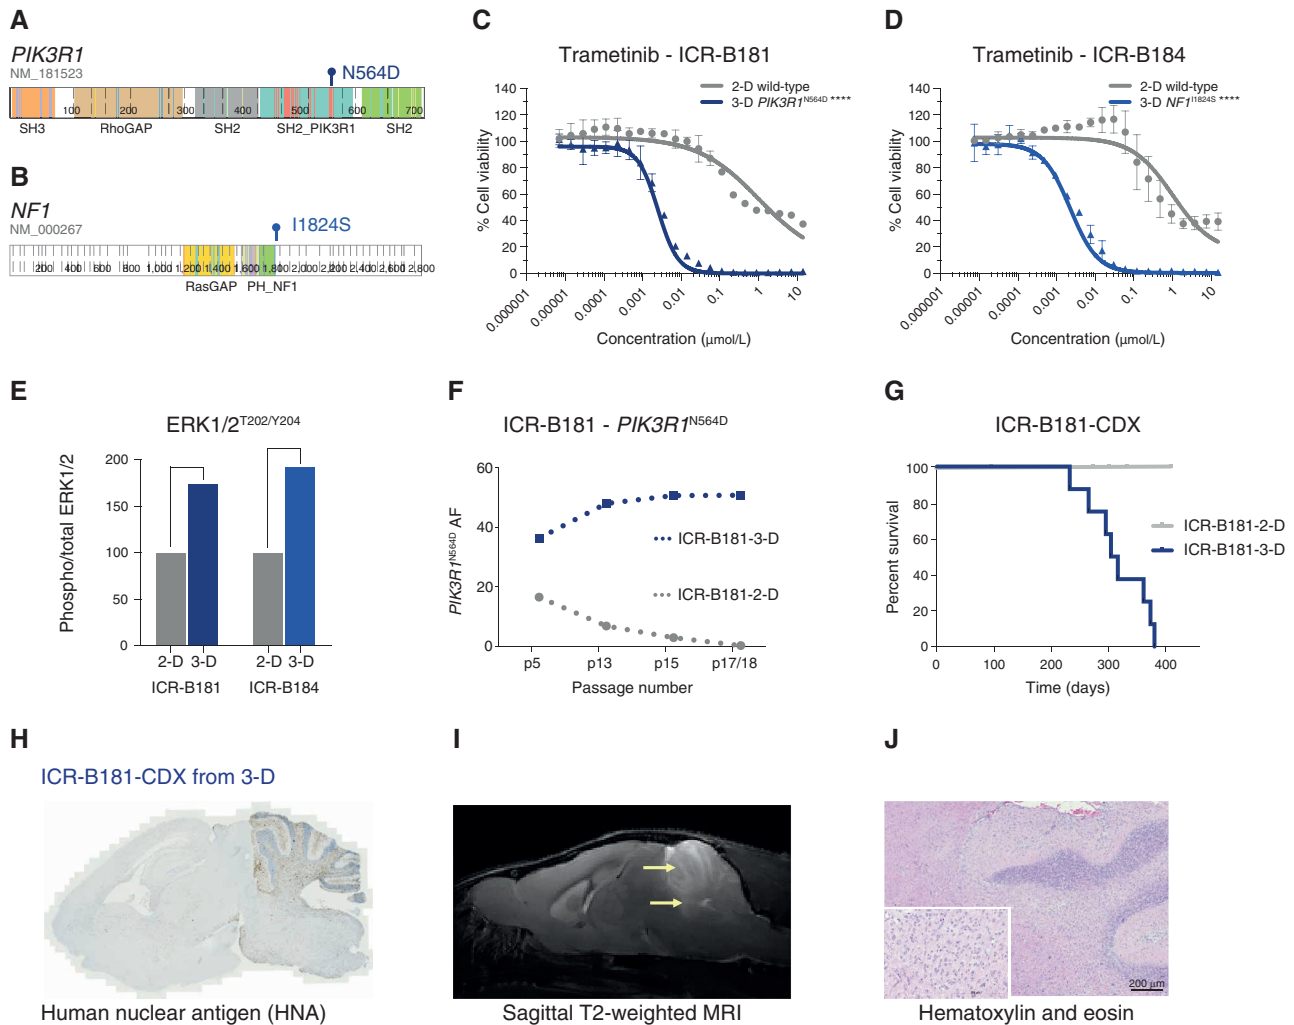 A
PIK3R1
NM_181523
N564D
100 200 300 400 500 600 700
SH3 RhoGAP SH2 SH2_PIK3R1 SH2
B
NF1
NM_000267
I1824S
200 400 600 800 1,000 1,200 1,400 1,600 1,800 2,000 2,200 2,400 2,600 2,800
RasGAP PH_NF1
C
Trametinib - ICR-B181
2-D wild-type
3-D PIK3R1N564D ****
% Cell viability
140
120
100
80
60
40
20
0
0.000001 0.00001 0.0001 0.001 0.01 0.1 1 10
Concentration (μmol/L)
D
Trametinib - ICR-B184
2-D wild-type
3-D NF1I1824S ****
% Cell viability
140
120
100
80
60
40
20
0
0.000001 0.00001 0.0001 0.001 0.01 0.1 1 10
Concentration (μmol/L)
E
ERK1/2T202/Y204
Phospho/total ERK1/2
200
150
100
50
0
2-D 3-D 2-D 3-D
ICR-B181 ICR-B184
F
ICR-B181 - PIK3R1N564D
PIK3R1N564D AF
60
40
20
0
ICR-B181-3-D
ICR-B181-2-D
p5 p13 p15 p17/18
Passage number
G
ICR-B181-CDX
Percent survival
100
80
60
40
20
0
0 100 200 300 400
Time (days)
ICR-B181-2-D
ICR-B181-3-D
H
ICR-B181-CDX from 3-D
Human nuclear antigen (HNA)
I
Sagittal T2-weighted MRI
J
200 μm
Hematoxylin and eosin